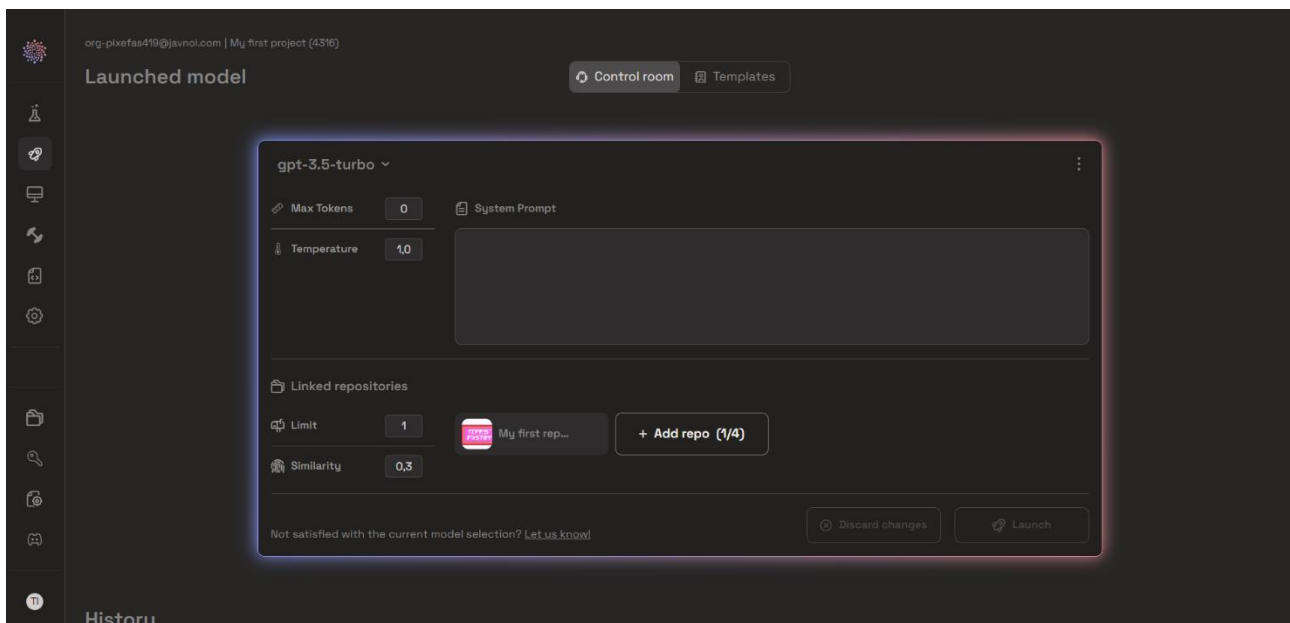 org-pixefas419@javnoi.com | My first project (4316)
Launched model
Control room
Templates
gpt-3.5-turbo
Max Tokens 0
System Prompt
Temperature 1,0
Linked repositories
Limit 1
My first rep...
+ Add repo (1/4)
Similarity 0,3
Not satisfied with the current model selection? Let us know!
Discard changes
Launch
TI
History